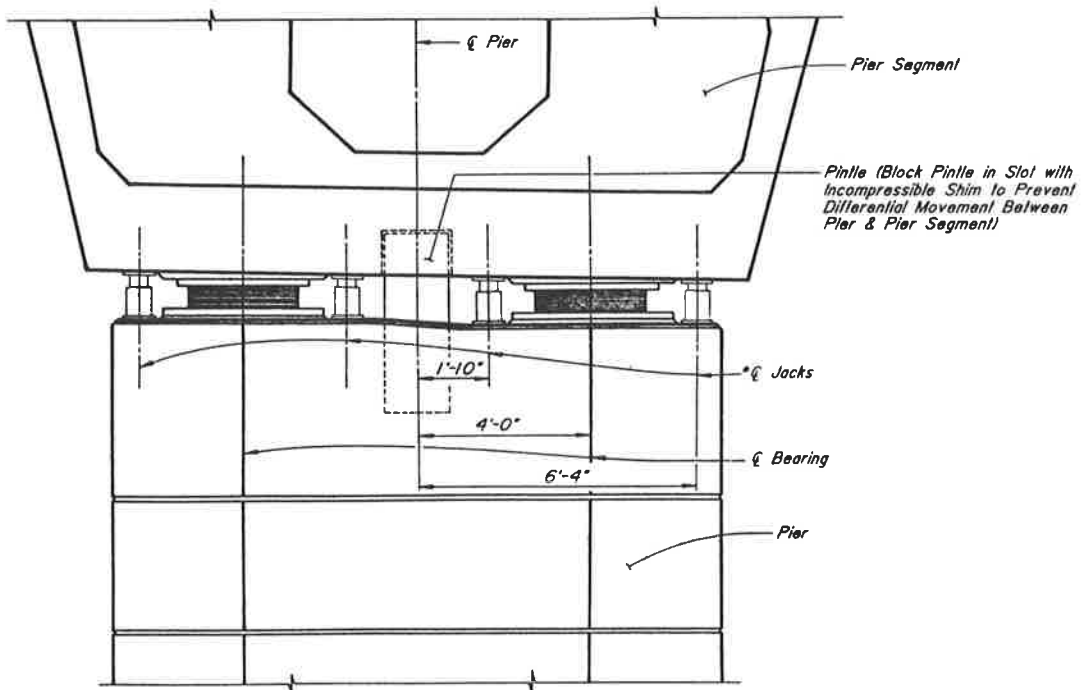 ℄ Pier
Pier Segment
Pintle (Block Pintle in Slot with
Incompressible Shim to Prevent
Differential Movement Between
Pier & Pier Segment)
*℄ Jacks
1'-10"
4'-0"
℄ Bearing
6'-4"
Pier